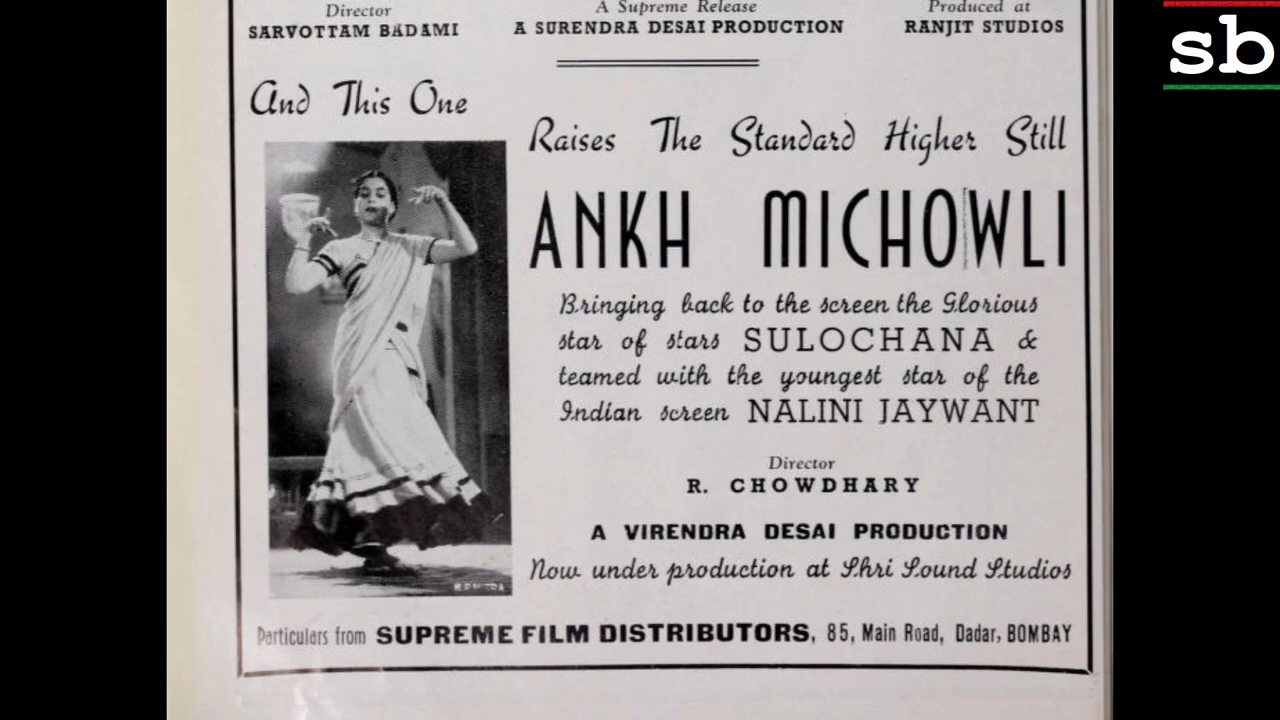 Director
SARVOTTAM BADAMI
A Supreme Release
A SURENDRA DESAI PRODUCTION
Produced at
RANJIT STUDIOS
sb
And This One
Raises The Standard Higher Still
ANKH MICHOWLI
Bringing back to the screen the Glorious
star of stars SULOCHANA &
teamed with the youngest star of the
Indian screen NALINI JAYWANT
Director
R. CHOWDHARY
A VIRENDRA DESAI PRODUCTION
Now under production at Shri Sound Studios
Particulars from SUPREME FILM DISTRIBUTORS, 85, Main Road, Dadar, BOMBAY